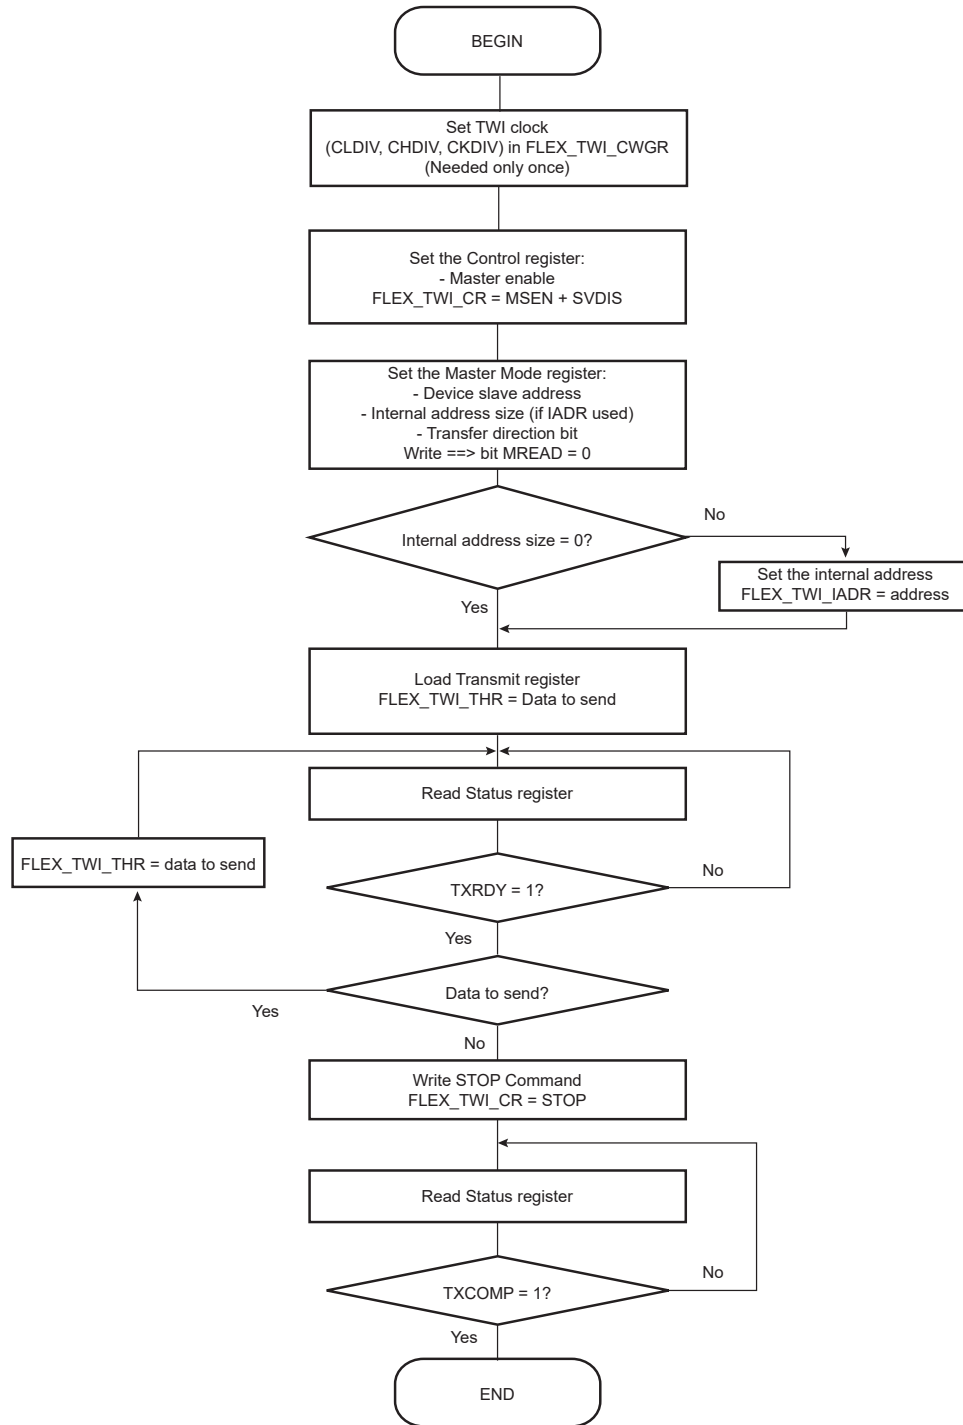 BEGIN
Set TWI clock
(CLDIV, CHDIV, CKDIV) in FLEX_TWI_CWGR
(Needed only once)
Set the Control register:
- Master enable
FLEX_TWI_CR = MSEN + SVDIS
Set the Master Mode register:
- Device slave address
- Internal address size (if IADR used)
- Transfer direction bit
Write ==> bit MREAD = 0
No
Internal address size = 0?
Set the internal address
FLEX_TWI_IADR = address
Yes
Load Transmit register
FLEX_TWI_THR = Data to send
Read Status register
FLEX_TWI_THR = data to send
No
TXRDY = 1?
Yes
Data to send?
Yes
No
Write STOP Command
FLEX_TWI_CR = STOP
Read Status register
No
TXCOMP = 1?
Yes
END